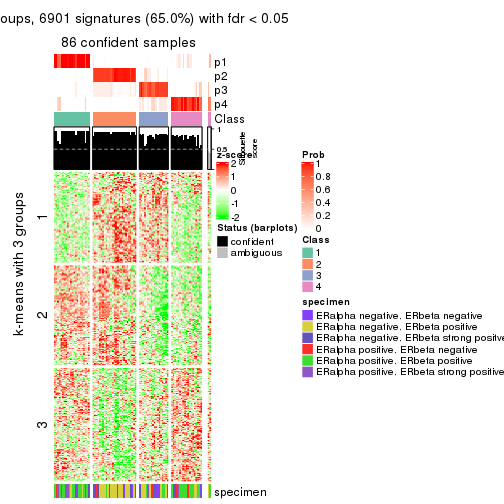 oups, 6901 signatures (65.0%) with fdr < 0.05
86 confident samples
p1
p2
p3
p4
Class
1
0.5
0
Silhouette
score
z-score
2
1
0
-1
-2
Prob
1
0.8
0.6
0.4
0.2
0
Status (barplots)
confident
ambiguous
Class
1
2
3
4
specimen
ERalpha negative. ERbeta negative
ERalpha negative. ERbeta positive
ERalpha negative. ERbeta strong positive
ERalpha positive. ERbeta negative
ERalpha positive. ERbeta positive
ERalpha positive. ERbeta strong positive
k-means with 3 groups
1
2
3
specimen